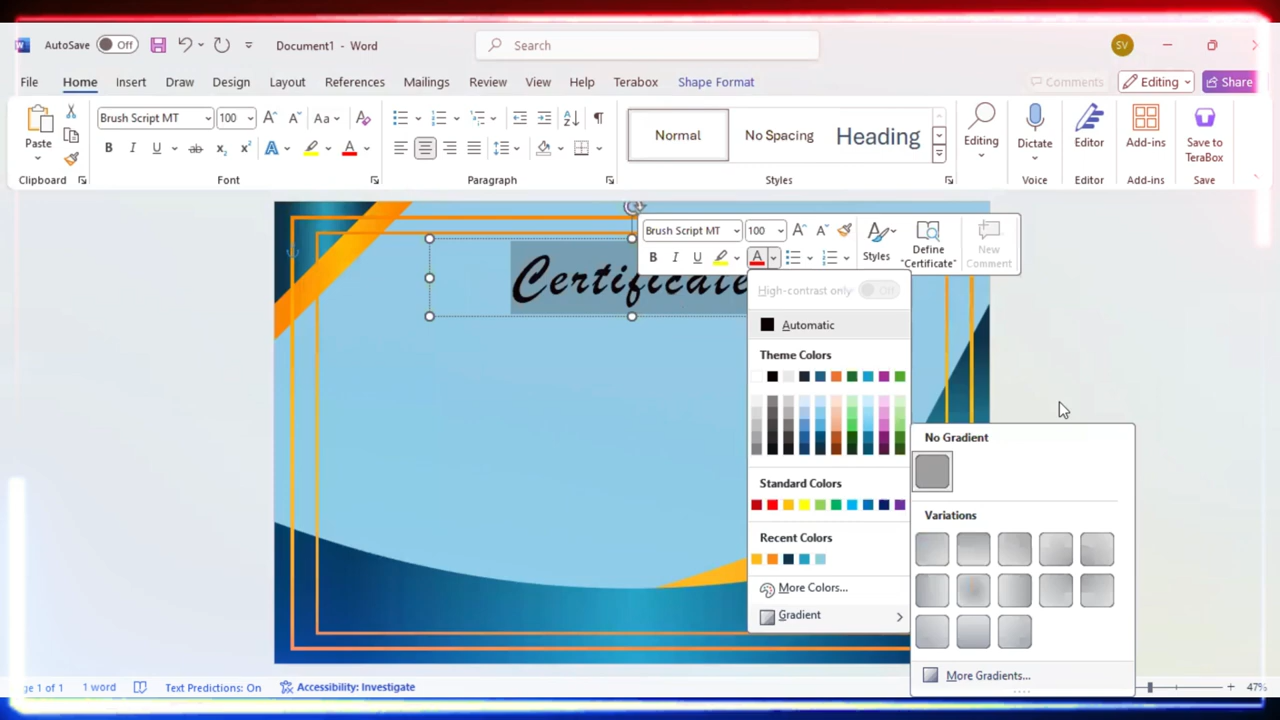 AutoSave Off Document1 - Word Search SV
File Home Insert Draw Design Layout References Mailings Review View Help Terabox Shape Format Comments Editing Share
Paste
Clipboard
Brush Script MT 100
Font
Paragraph
Normal No Spacing Heading
Styles
Editing
Dictate
Voice
Editor
Editor
Add-ins
Add-ins
Save to
TeraBox
Save
Brush Script MT 100
Styles
Define
"Certificate"
New
Comment
Certificate
High-contrast only: Off
Automatic
Theme Colors
Standard Colors
Recent Colors
More Colors...
Gradient
No Gradient
Variations
More Gradients...
1 of 1 1 word Text Predictions: On Accessibility: Investigate 47%